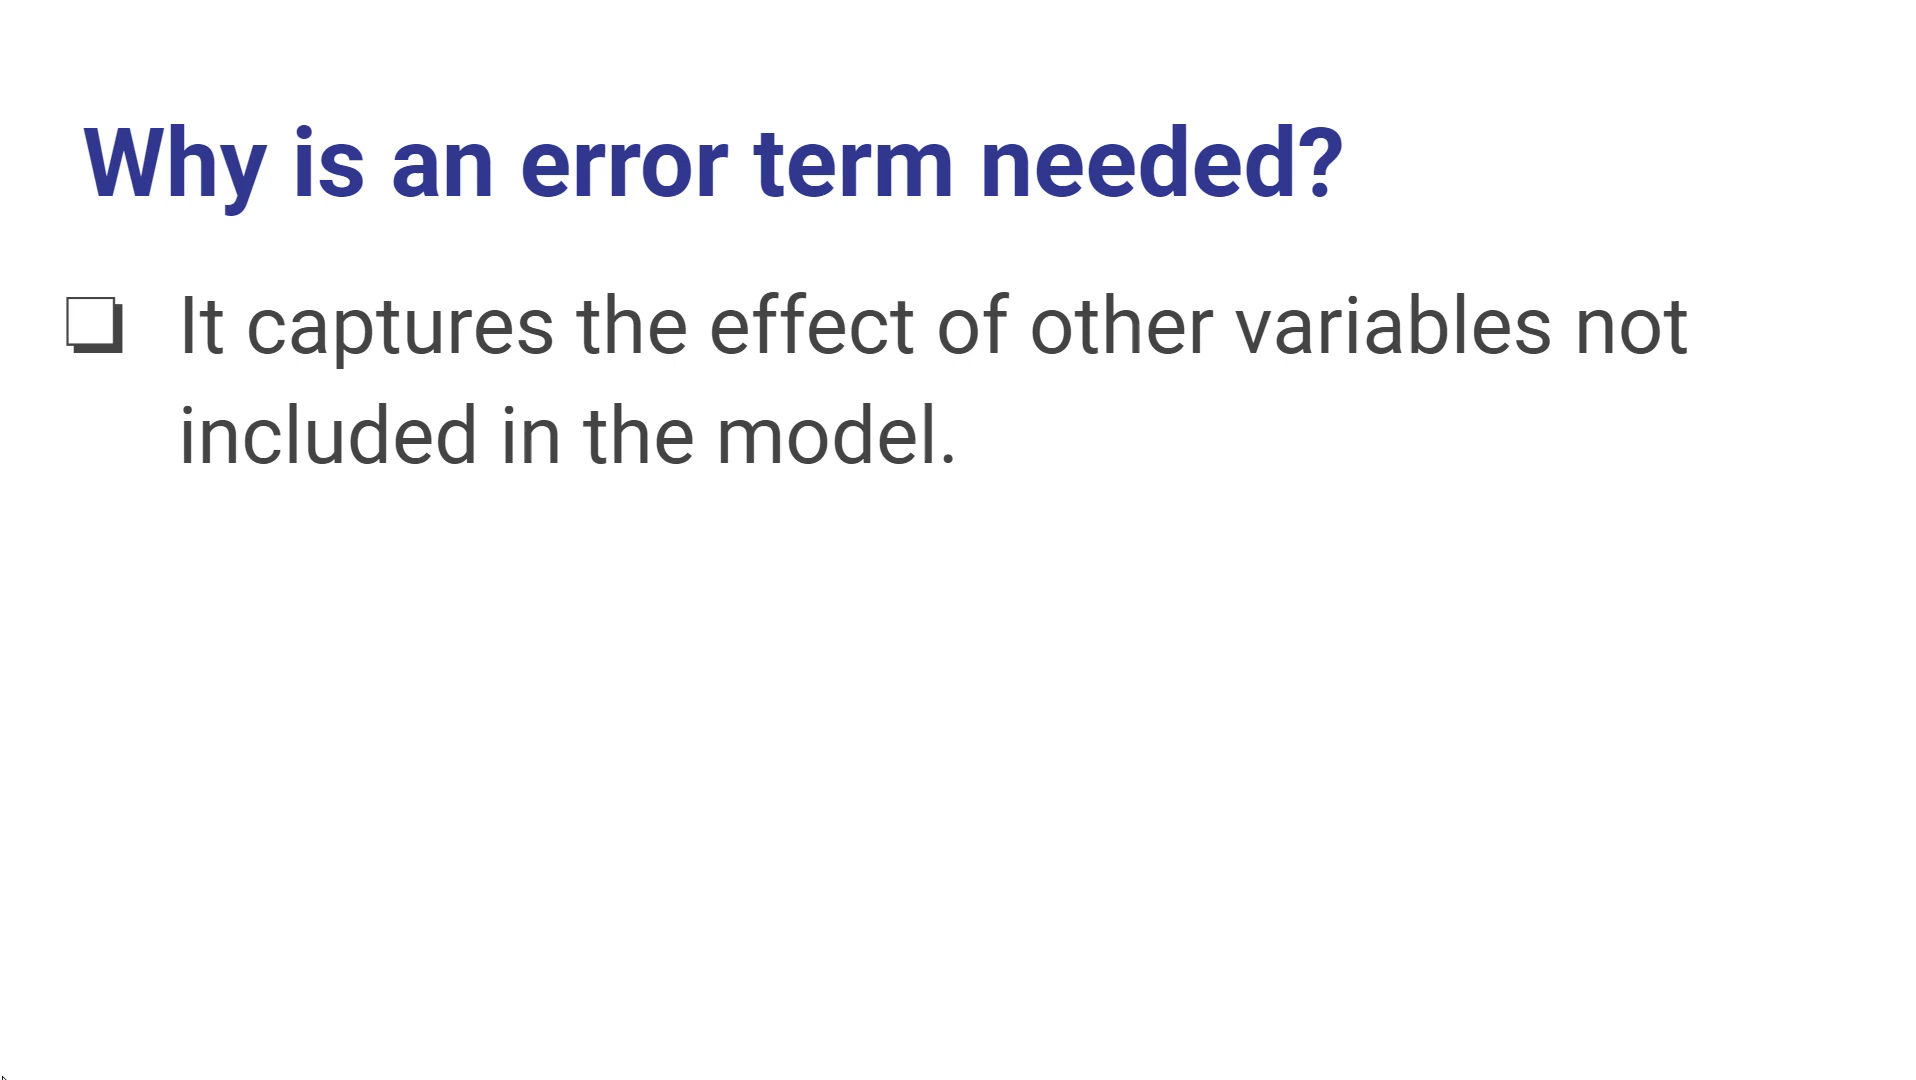 Why is an error term needed?
❏ It captures the effect of other variables not
included in the model.